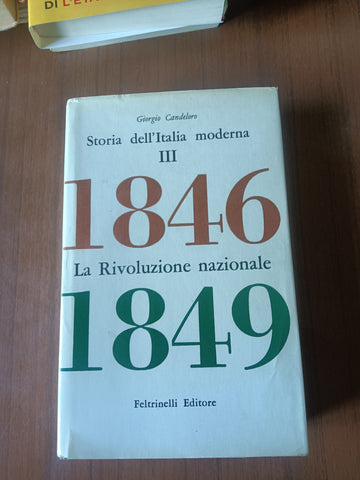 Giorgio Candeloro
Storia dell'Italia moderna
III
1846
La Rivoluzione nazionale
1849
Feltrinelli Editore